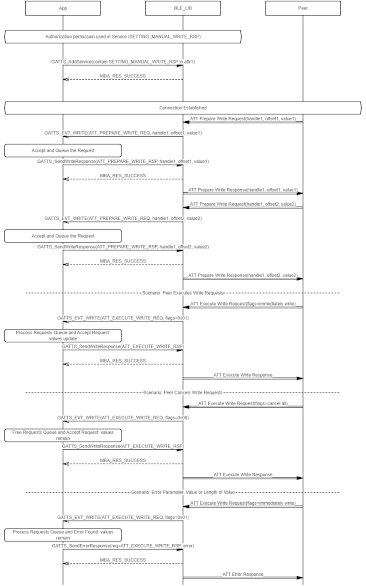 App BLE_LIB Peer
Authorization permission used in Service (SETTING_MANUAL_WRITE_RSP)
GATTS_AddService(contain SETTING_MANUAL_WRITE_RSP in db1)
MBA_RES_SUCCESS
Connection Established
ATT Prepare Write Request(handle1, offset1, value1)
GATTS_EVT_WRITE(ATT_PREPARE_WRITE_REQ, handle1, offset1, value1)
Accept and Queue the Request
GATTS_SendWriteResponse(ATT_PREPARE_WRITE_RSP, handle1, offset1, value1)
MBA_RES_SUCCESS
ATT Prepare Write Response(handle1, offset1, value1)
ATT Prepare Write Request(handle1, offset2, value2)
GATTS_EVT_WRITE(ATT_PREPARE_WRITE_REQ, handle1, offset2, value2)
Accept and Queue the Request
GATTS_SendWriteResponse(ATT_PREPARE_WRITE_RSP, handle1, offset2, value2)
MBA_RES_SUCCESS
ATT Prepare Write Response(handle1, offset2, value2)
Scenario: Peer Executes Write Requests
ATT Execute Write Request(flags=immediately write)
GATTS_EVT_WRITE(ATT_EXECUTE_WRITE_REQ, flags=0x01)
Process Requests Queue and Accept Request:
values update
GATTS_SendWriteResponse(ATT_EXECUTE_WRITE_RSP)
MBA_RES_SUCCESS
ATT Execute Write Response
Scenario: Peer Cancels Write Requests
ATT Execute Write Request(flags=cancel all)
GATTS_EVT_WRITE(ATT_EXECUTE_WRITE_REQ, flags=0x00)
Free Requests Queue and Accept Request: values
remain
GATTS_SendWriteResponse(ATT_EXECUTE_WRITE_RSP)
MBA_RES_SUCCESS
ATT Execute Write Response
Scenario: Error Parameter, Value or Length of Value
ATT Execute Write Request(flags=immediately write)
GATTS_EVT_WRITE(ATT_EXECUTE_WRITE_REQ, flags=0x01)
Process Requests Queue and Error Found: values
remain
GATTS_SendErrorResponse(req=ATT_EXECUTE_WRITE_RSP, error)
MBA_RES_SUCCESS
ATT Error Response